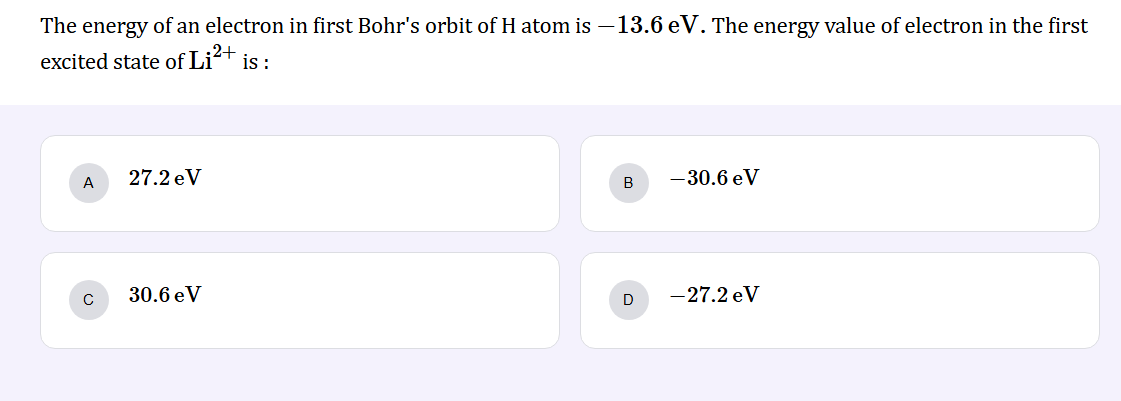 The energy of an electron in first Bohr's orbit of H atom is −13.6 eV. The energy value of electron in the first
excited state of Li²⁺ is :
A 27.2 eV
B −30.6 eV
C 30.6 eV
D −27.2 eV